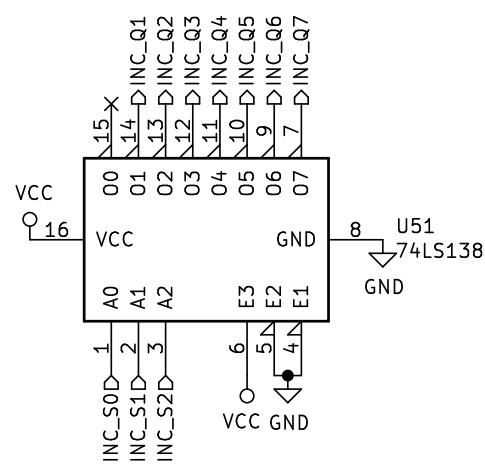 INC_Q1
INC_Q2
INC_Q3
INC_Q4
INC_Q5
INC_Q6
INC_Q7
15
14
13
12
11
10
9
7
O0
O1
O2
O3
O4
O5
O6
O7
VCC
16
VCC
GND
8
U51
74LS138
GND
A0
A1
A2
E3
E2
E1
1
2
3
6
5
4
INC_S0
INC_S1
INC_S2
VCC
GND